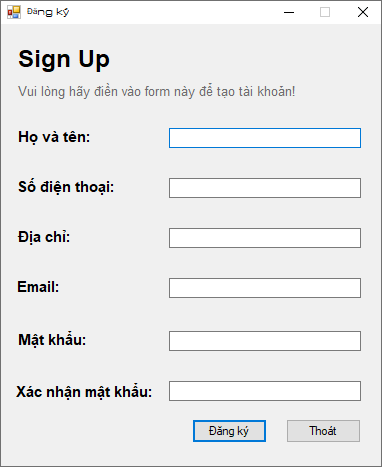 Đăng ký
Sign Up
Vui lòng hãy điền vào form này để tạo tài khoản!
Họ và tên:
Số điện thoại:
Địa chỉ:
Email:
Mật khẩu:
Xác nhận mật khẩu:
Đăng ký
Thoát